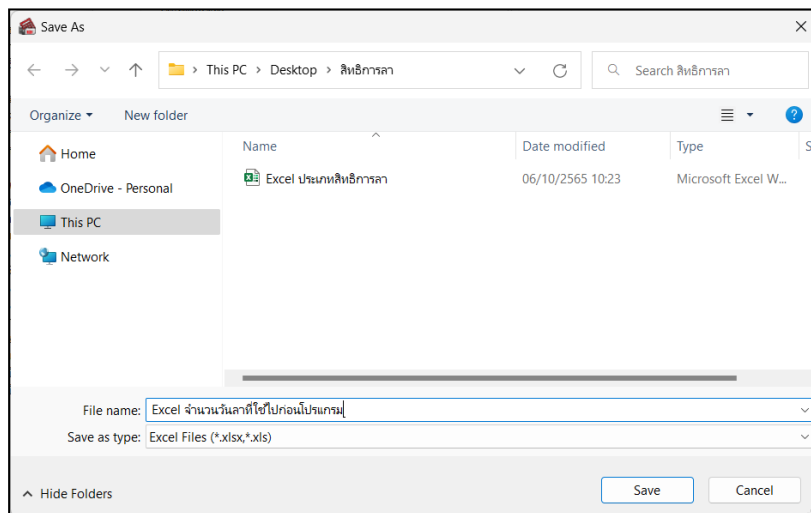 Save As
This PC > Desktop > สิทธิการลา
Search สิทธิการลา
Organize New folder
Name Date modified Type S
Home
OneDrive - Personal
This PC
Network
Excel ประเภทสิทธิการลา 06/10/2565 10:23 Microsoft Excel W...
File name: Excel จำนวนวันลาที่ใช้ไปก่อนโปรแกรม
Save as type: Excel Files (*.xlsx,*.xls)
Hide Folders Save Cancel